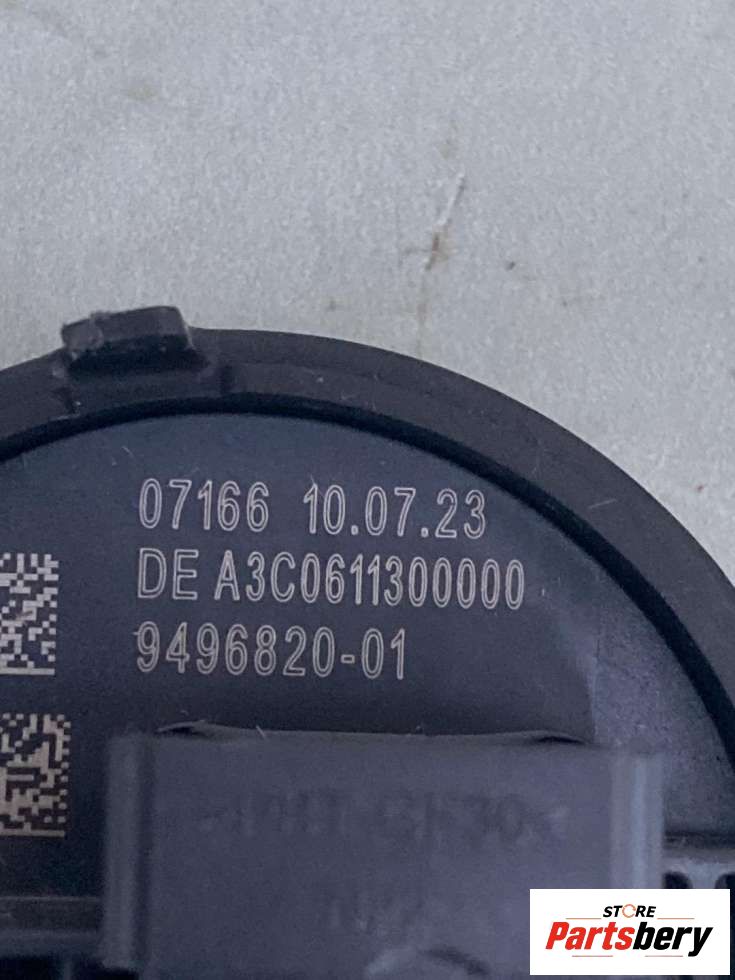 07166 10.07.23
DE A3C0611300000
9496820-01
STORE
Partsbery